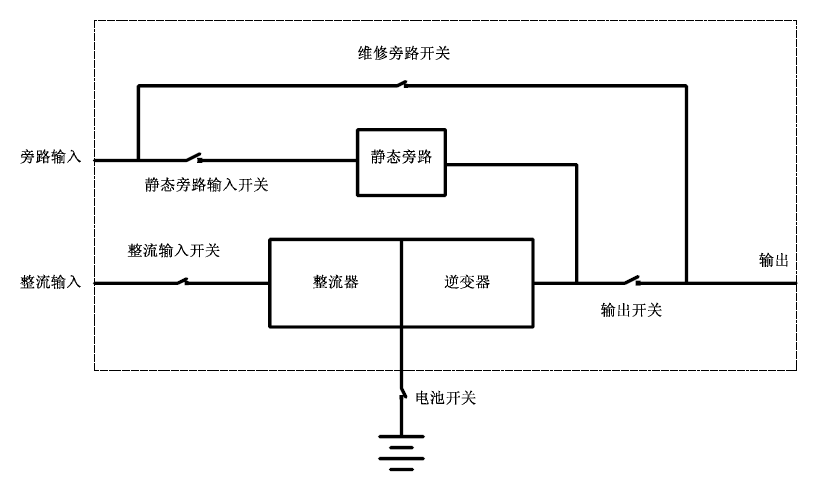 维修旁路开关
旁路输入
静态旁路
静态旁路输入开关
整流输入开关
输出
整流输入
整流器
逆变器
输出开关
电池开关